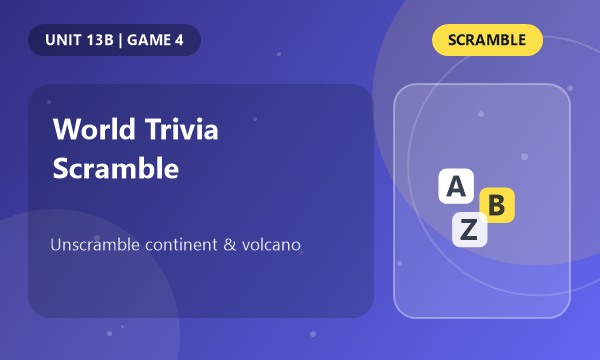 UNIT 13B | GAME 4
SCRAMBLE
World Trivia
Scramble
Unscramble continent & volcano
A
B
Z